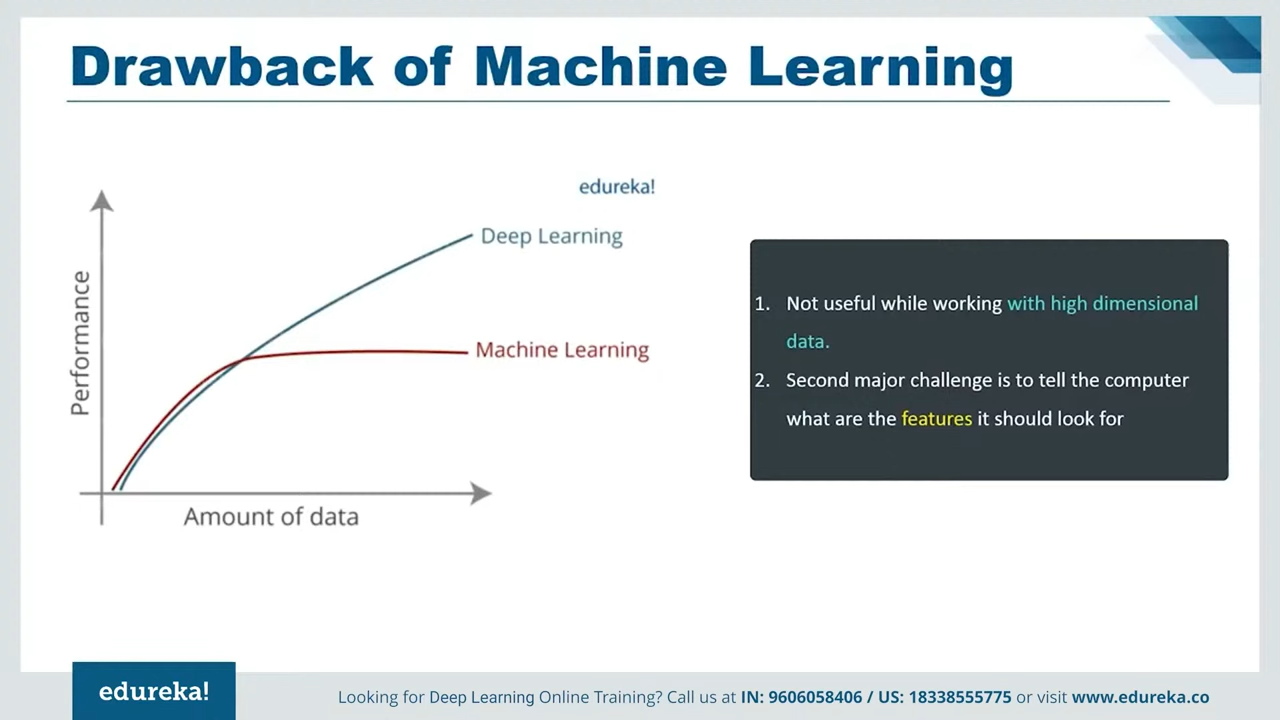 Drawback of Machine Learning
edureka!
Deep Learning
Machine Learning
Performance
Amount of data
1. Not useful while working with high dimensional
data.
2. Second major challenge is to tell the computer
what are the features it should look for
edureka!
Looking for Deep Learning Online Training? Call us at IN: 9606058406 / US: 18338555775 or visit www.edureka.co